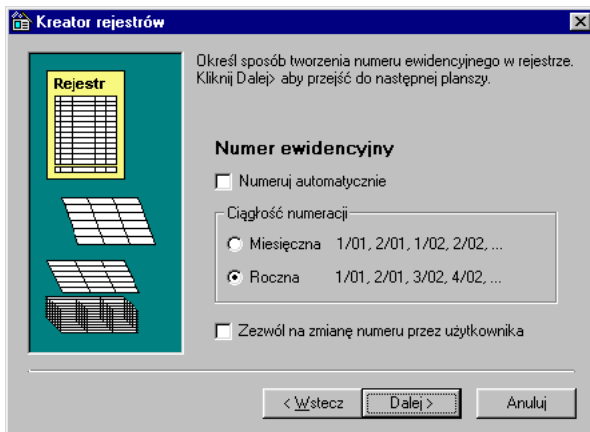 Kreator rejestrów
Określ sposób tworzenia numeru ewidencyjnego w rejestrze.
Kliknij Dalej> aby przejść do następnej planszy.
Rejestr
Numer ewidencyjny
Numeruj automatycznie
Ciągłość numeracji
Miesięczna 1/01, 2/01, 1/02, 2/02, ...
Roczna 1/01, 2/01, 3/02, 4/02, ...
Zezwól na zmianę numeru przez użytkownika
< Wstecz Dalej > Anuluj